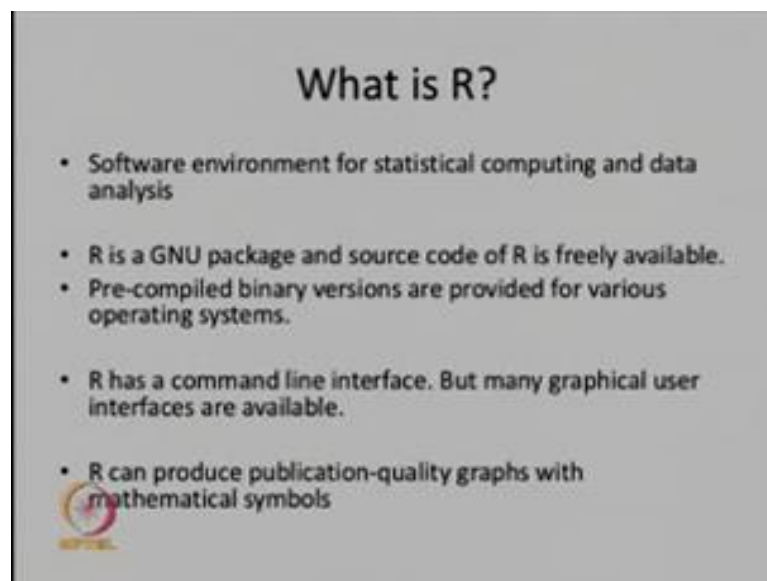 What is R?
• Software environment for statistical computing and data
analysis
• R is a GNU package and source code of R is freely available.
• Pre-compiled binary versions are provided for various
operating systems.
• R has a command line interface. But many graphical user
interfaces are available.
• R can produce publication-quality graphs with
mathematical symbols